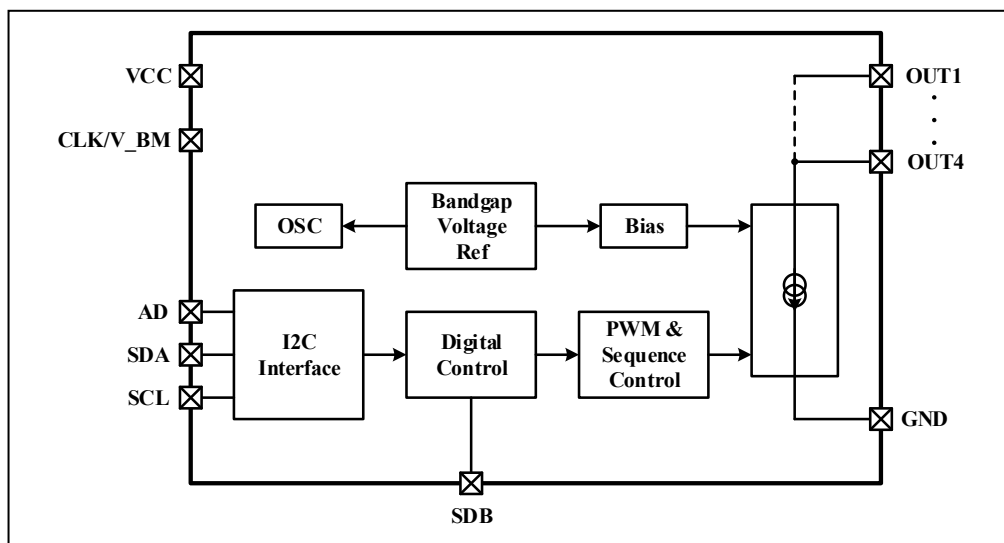 VCC
OUT1
CLK/V_BM
OUT4
OSC
Bandgap
Voltage
Ref
Bias
AD
SDA
SCL
I2C
Interface
Digital
Control
PWM &
Sequence
Control
GND
SDB